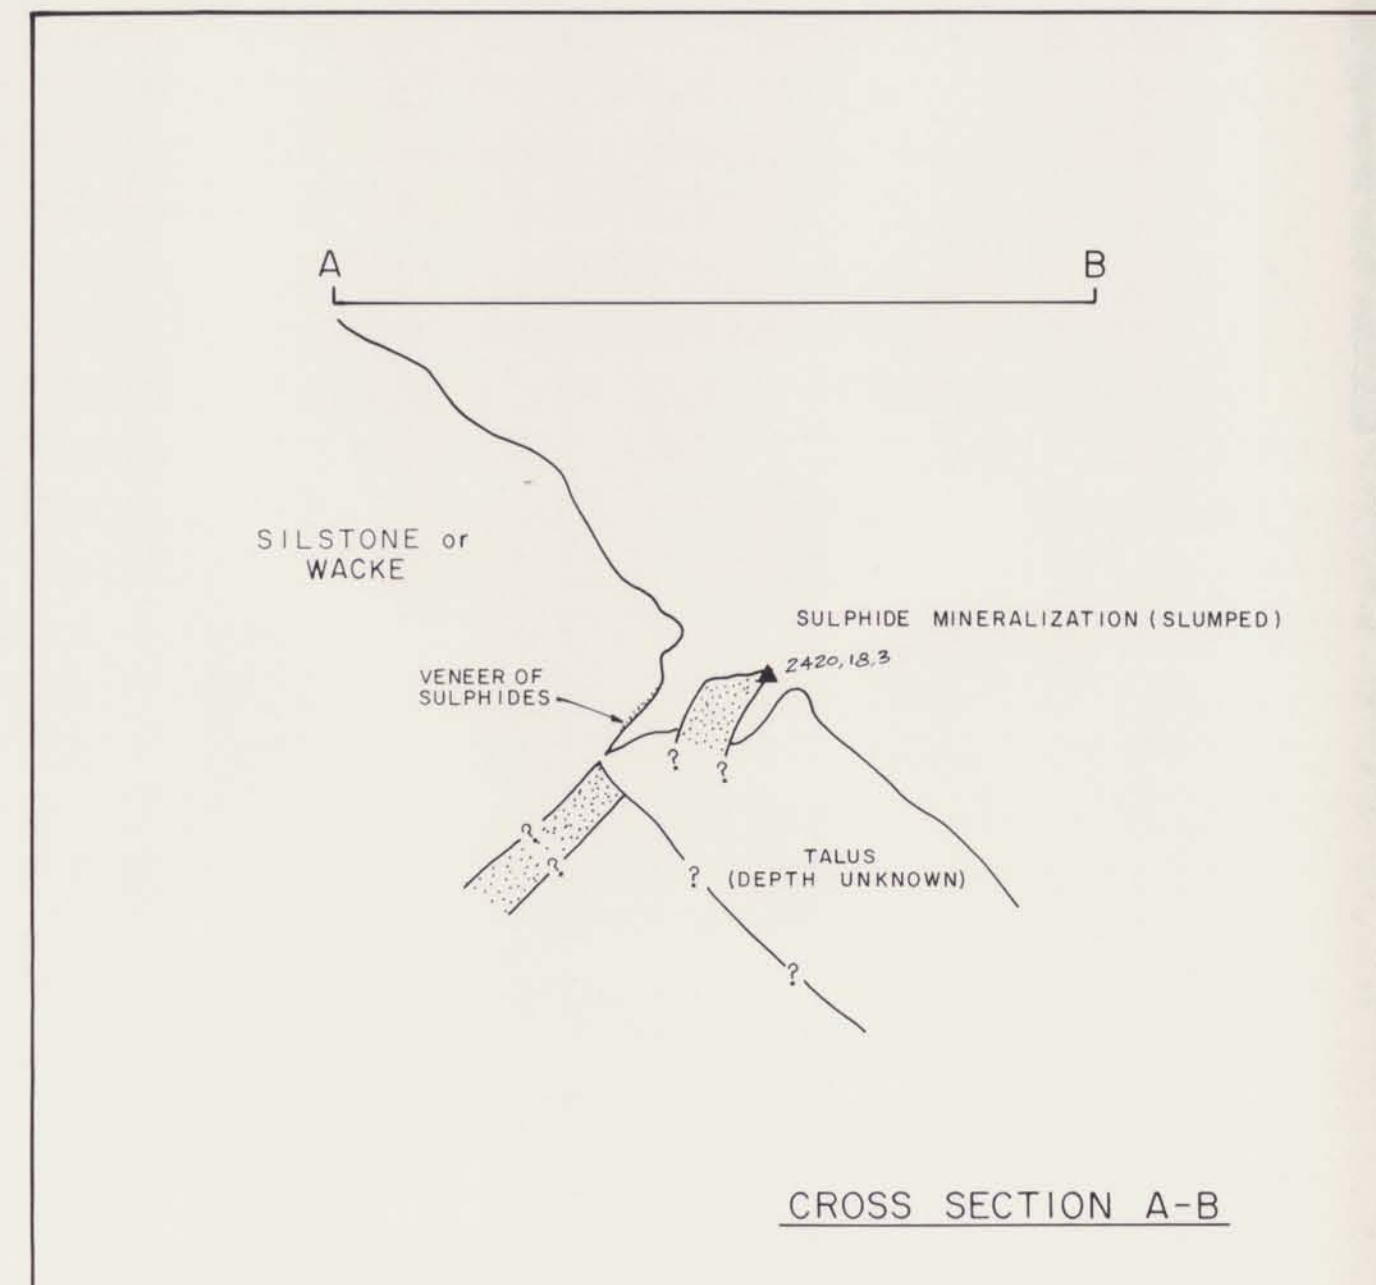 A
B
SILSTONE or
WACKE
SULPHIDE MINERALIZATION (SLUMPED)
2420, 18.3
VENEER OF
SULPHIDES
?
?
?
?
TALUS
(DEPTH UNKNOWN)
?
?
CROSS SECTION A-B